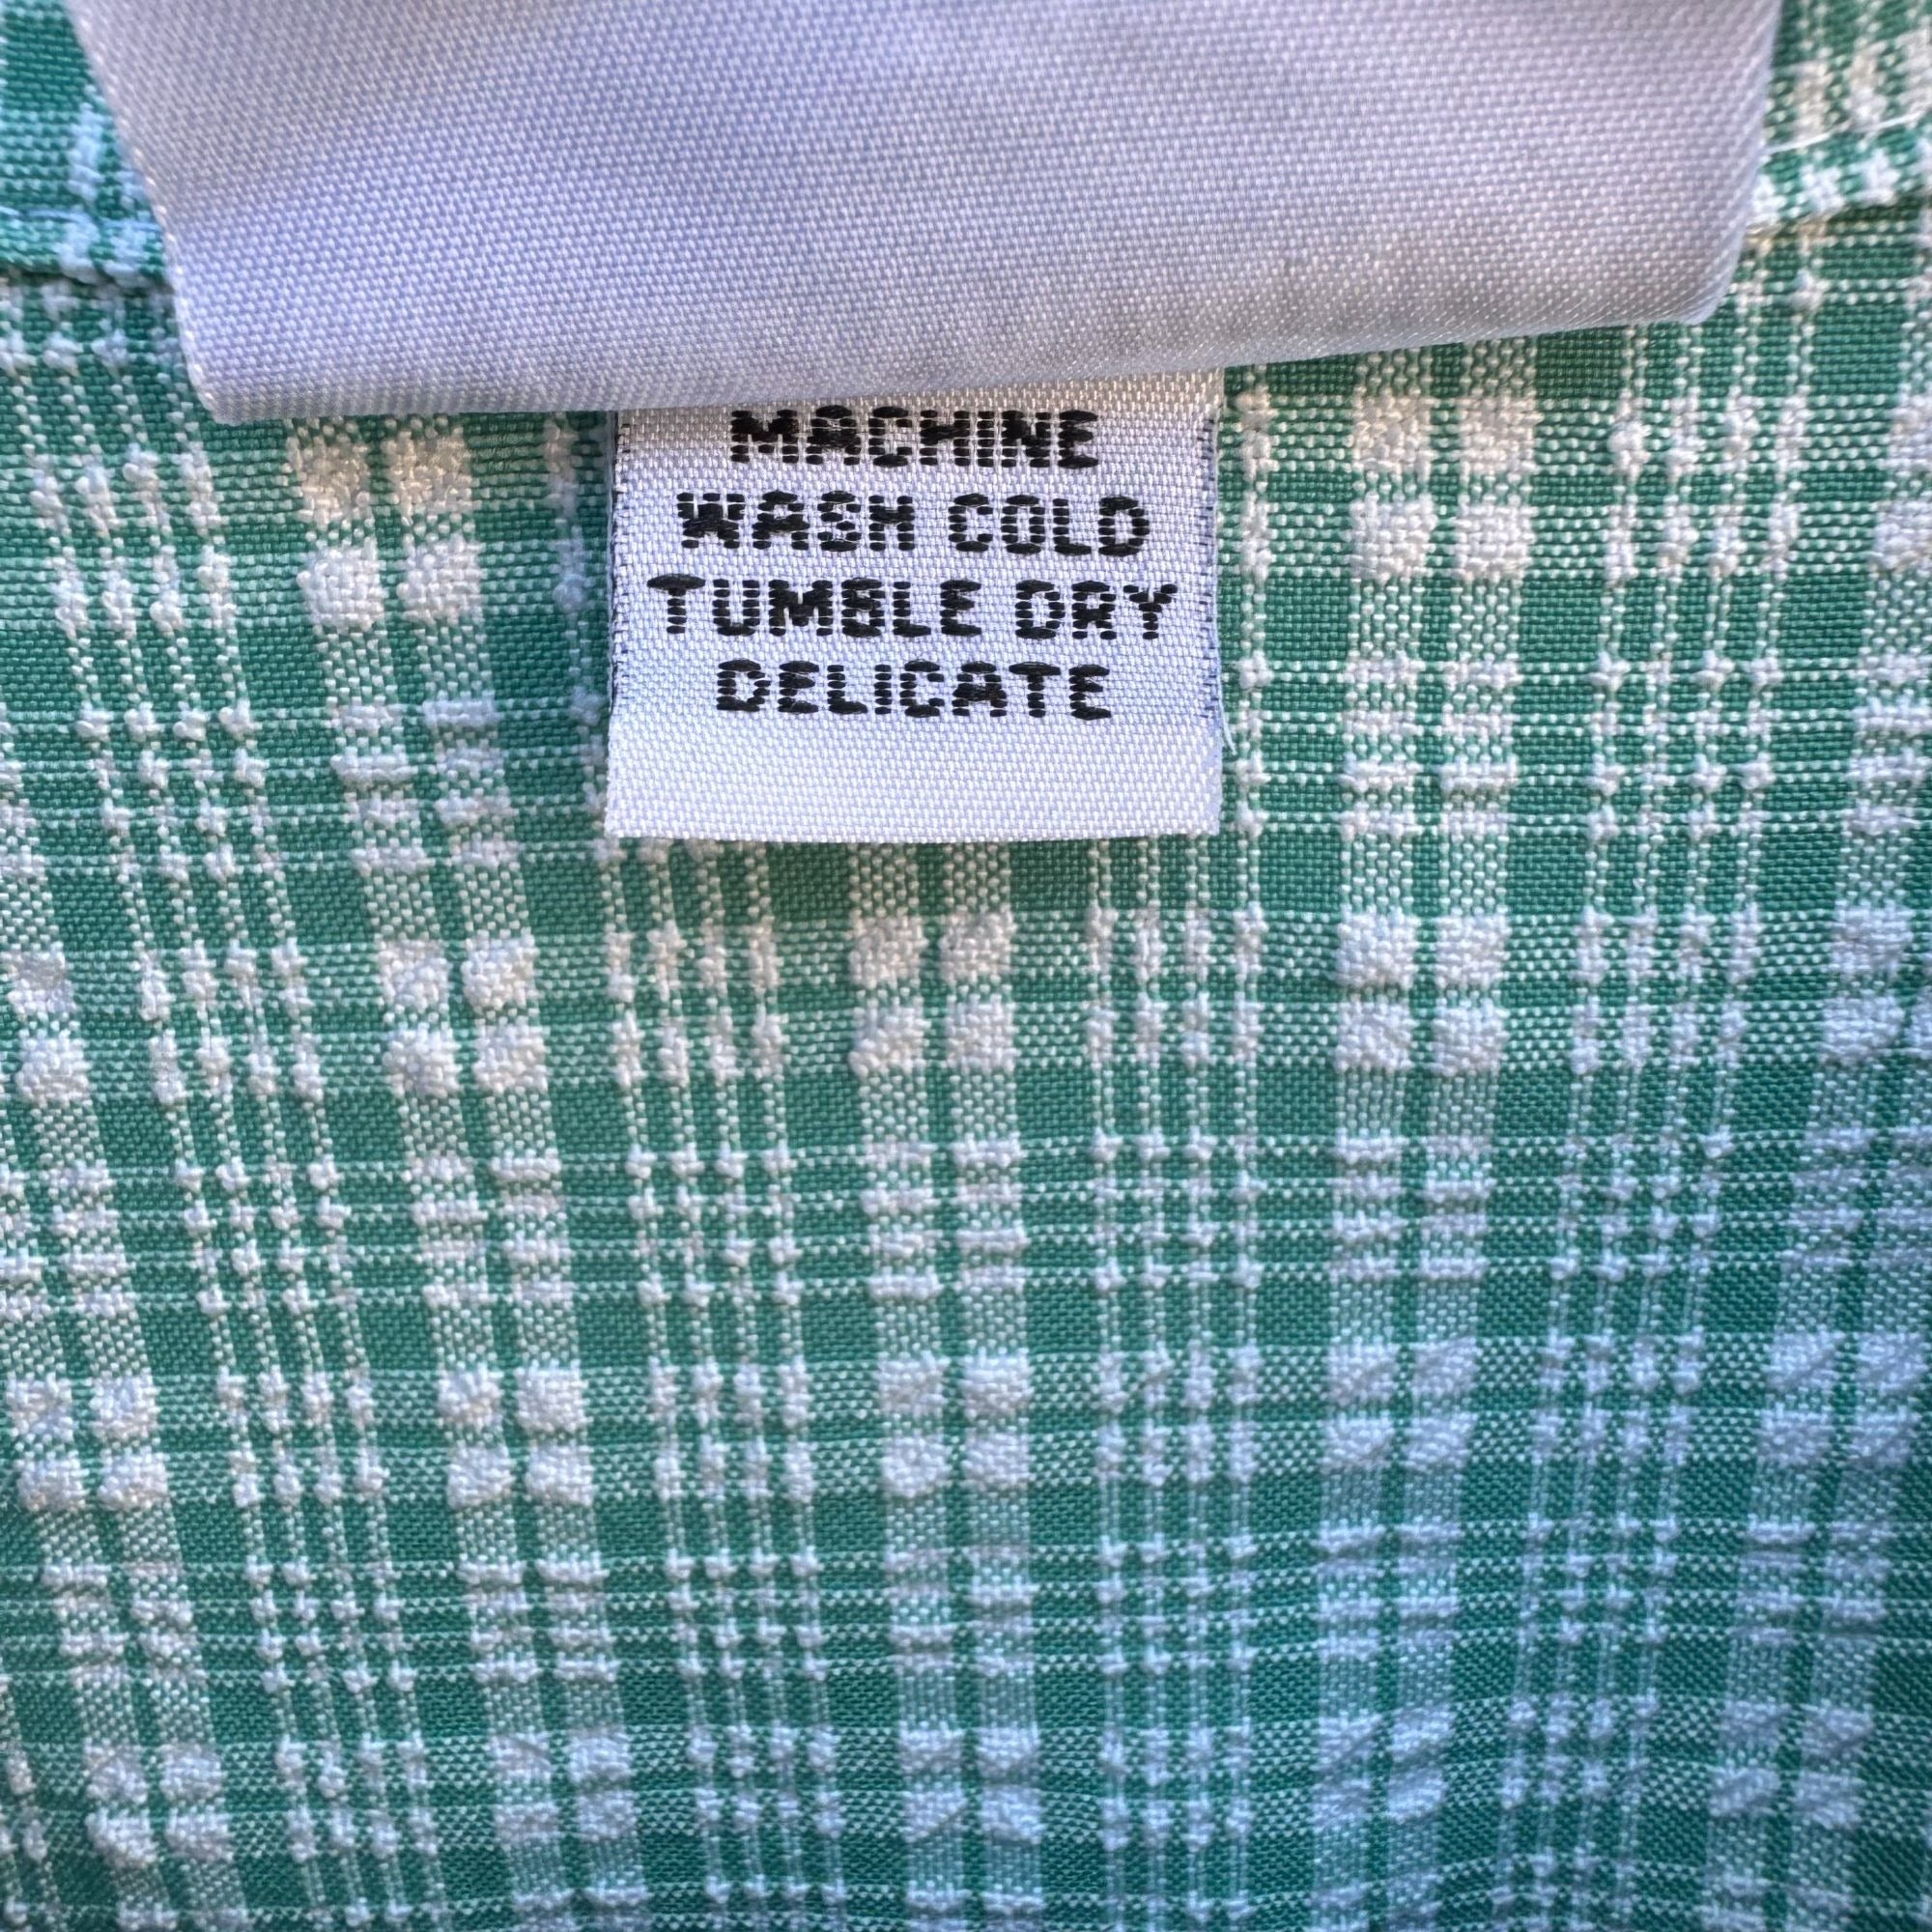 MACHINE
WASH COLD
TUMBLE DRY
DELICATE